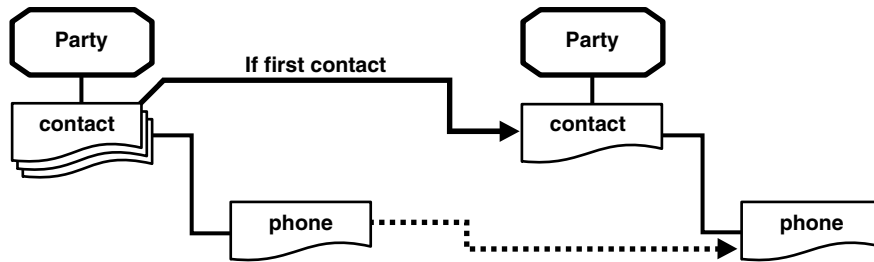 Party
Party
If first contact
contact
contact
phone
phone